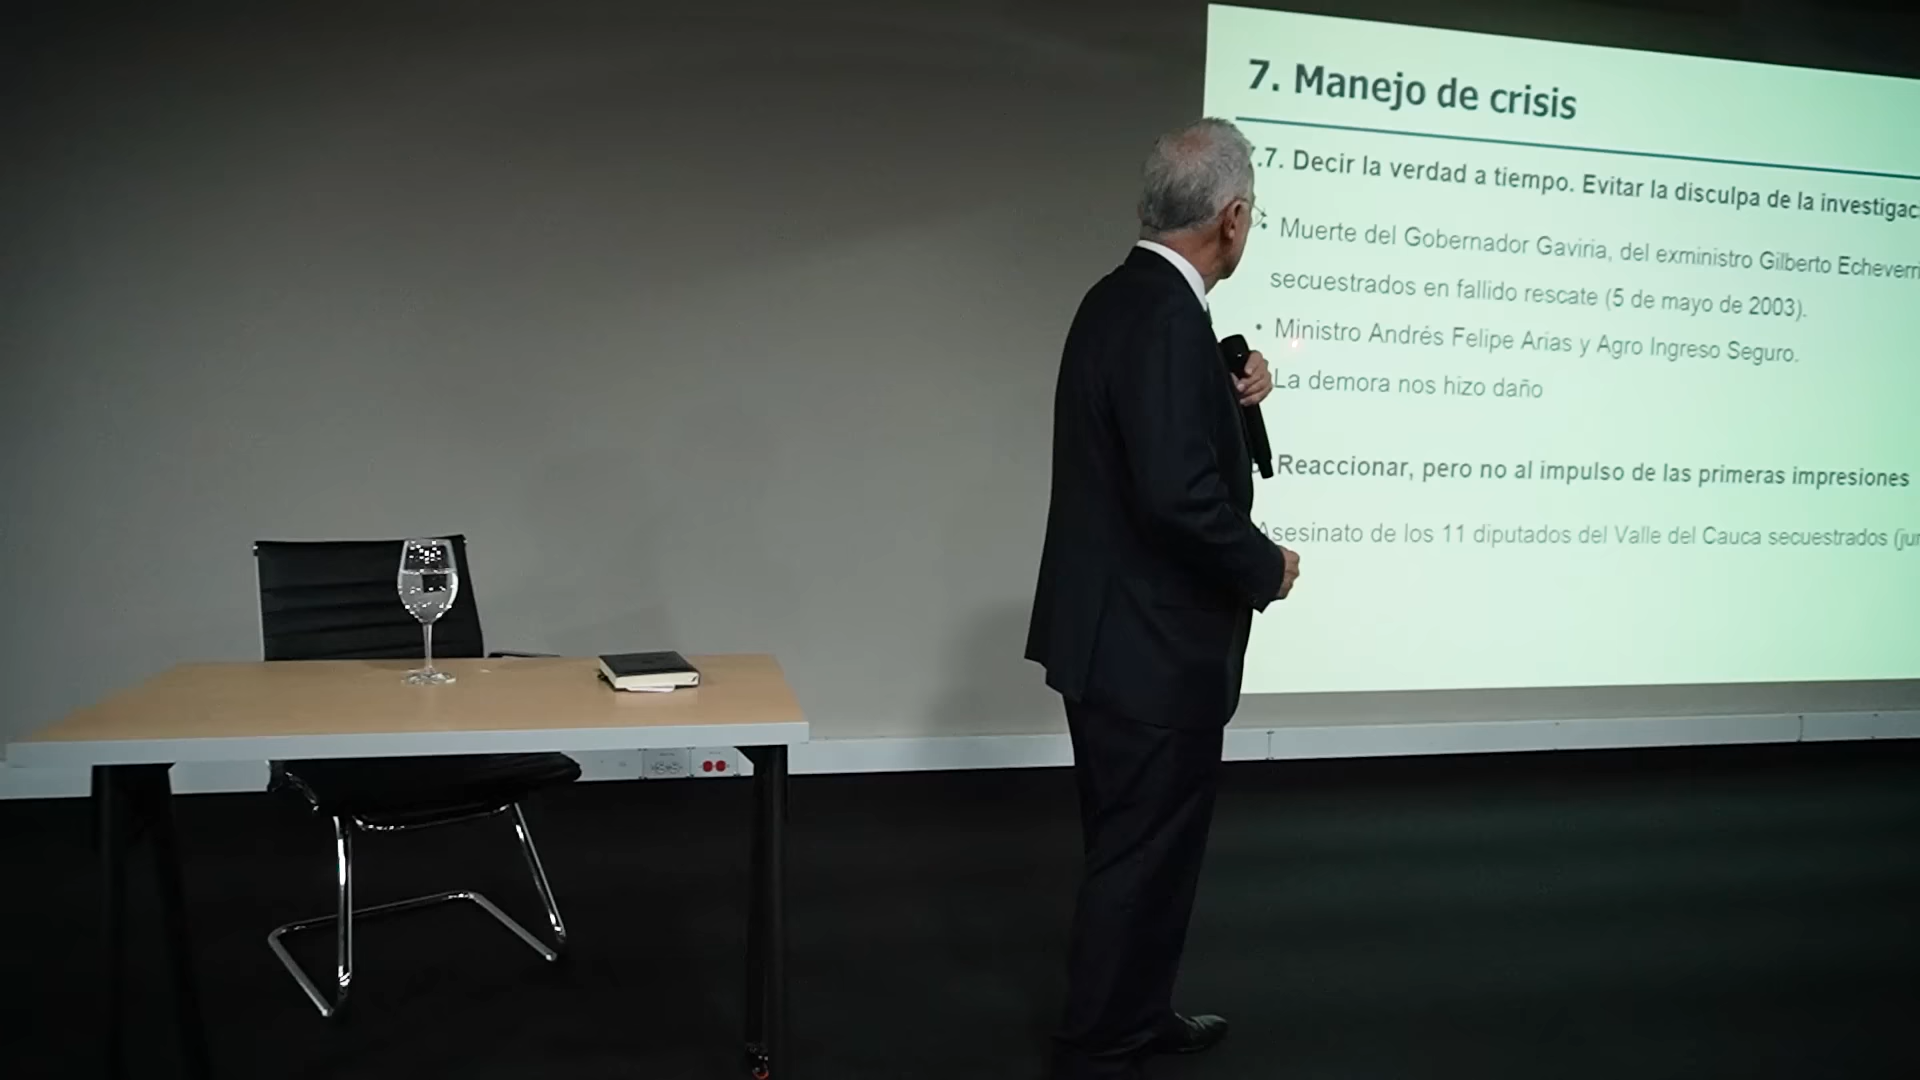 7. Manejo de crisis
.7. Decir la verdad a tiempo. Evitar la disculpa de la investigac
• Muerte del Gobernador Gaviria, del exministro Gilberto Echeverri
secuestrados en fallido rescate (5 de mayo de 2003).
• Ministro Andrés Felipe Arias y Agro Ingreso Seguro.
La demora nos hizo daño
Reaccionar, pero no al impulso de las primeras impresiones
Asesinato de los 11 diputados del Valle del Cauca secuestrados (jun